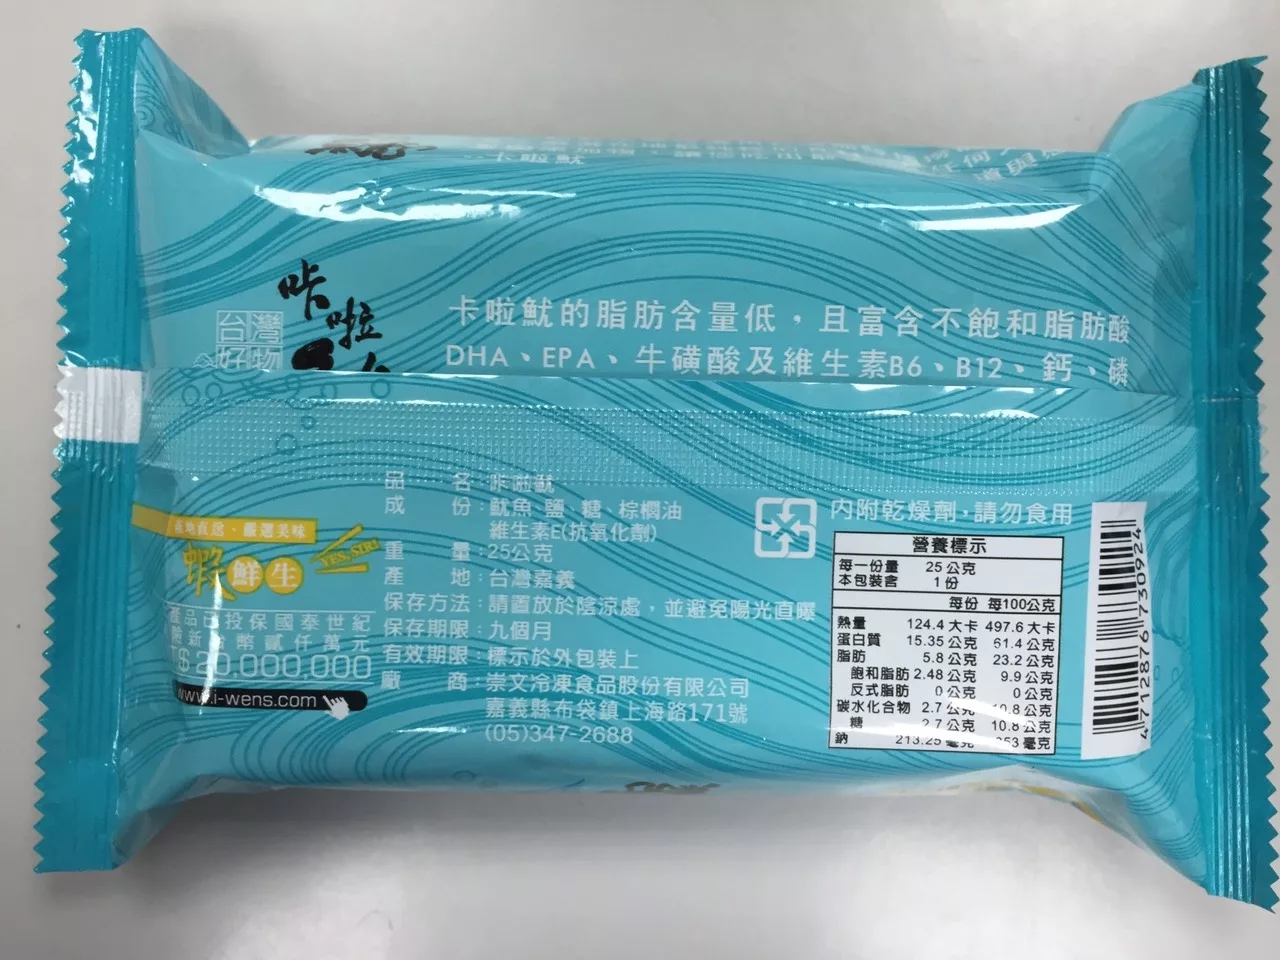 卡啦魷
咔啦
台灣
好物
卡啦魷的脂肪含量低，且富含不飽和脂肪酸
DHA、EPA、牛磺酸及維生素B6、B12、鈣、磷
產地直送·嚴選美味
蝦鮮生
YES, SIR!
產品已投保國泰世紀
險新台幣貳仟萬元
NT$20,000,000
www.i-wens.com
品名：咔啦魷
成份：魷魚、鹽、糖、棕櫚油
維生素E(抗氧化劑)
重量：25公克
產地：台灣嘉義
保存方法：請置放於陰涼處，並避免陽光直曝
保存期限：九個月
有效期限：標示於外包裝上
廠商：崇文冷凍食品股份有限公司
嘉義縣布袋鎮上海路171號
(05)347-2688
內附乾燥劑，請勿食用
營養標示
每一份量 25公克
本包裝含 1份
每份 每100公克
熱量 124.4大卡 497.6大卡
蛋白質 15.35公克 61.4公克
脂肪 5.8公克 23.2公克
飽和脂肪 2.48公克 9.9公克
反式脂肪 0公克 0公克
碳水化合物 2.7公克 10.8公克
糖 2.7公克 10.8公克
鈉 213.25毫克 853毫克
4712876730924